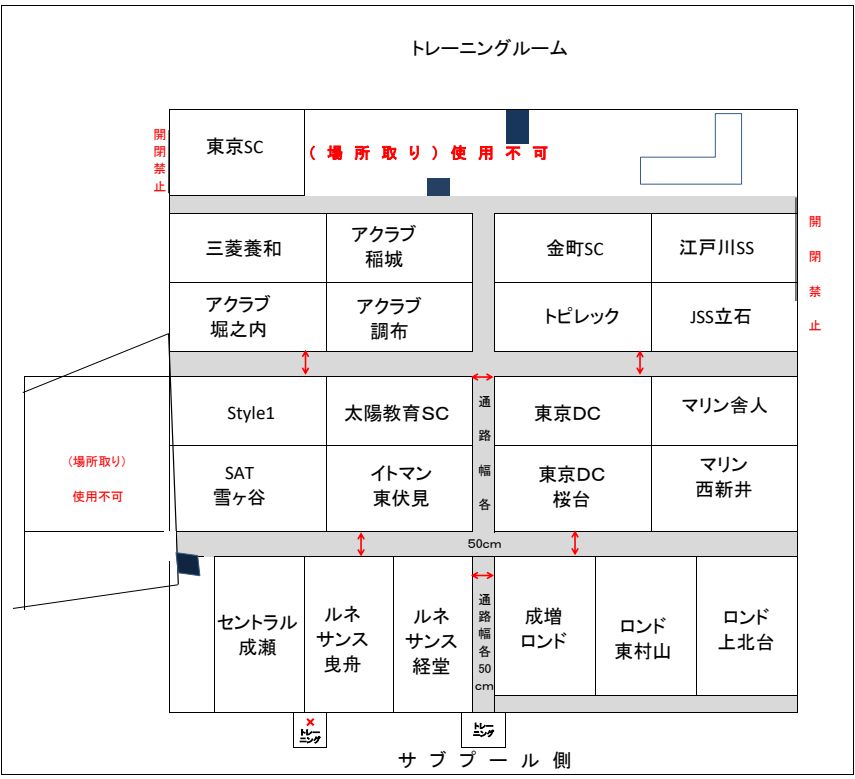 トレーニングルーム
開
閉
禁
止
東京SC
（場所取り）使用不可
開
閉
禁
止
三菱養和
アクラブ
稲城
金町SC
江戸川SS
アクラブ
堀之内
アクラブ
調布
トピレック
JSS立石
Style1
太陽教育SC
通
路
幅
各
50cm
東京DC
マリン舎人
（場所取り）
使用不可
SAT
雪ヶ谷
イトマン
東伏見
東京DC
桜台
マリン
西新井
セントラル
成瀬
ルネ
サンス
曳舟
ルネ
サンス
経堂
通
路
幅
各
50
cm
成増
ロンド
ロンド
東村山
ロンド
上北台
×
トレー
ニング
トレー
ニング
サブプール側